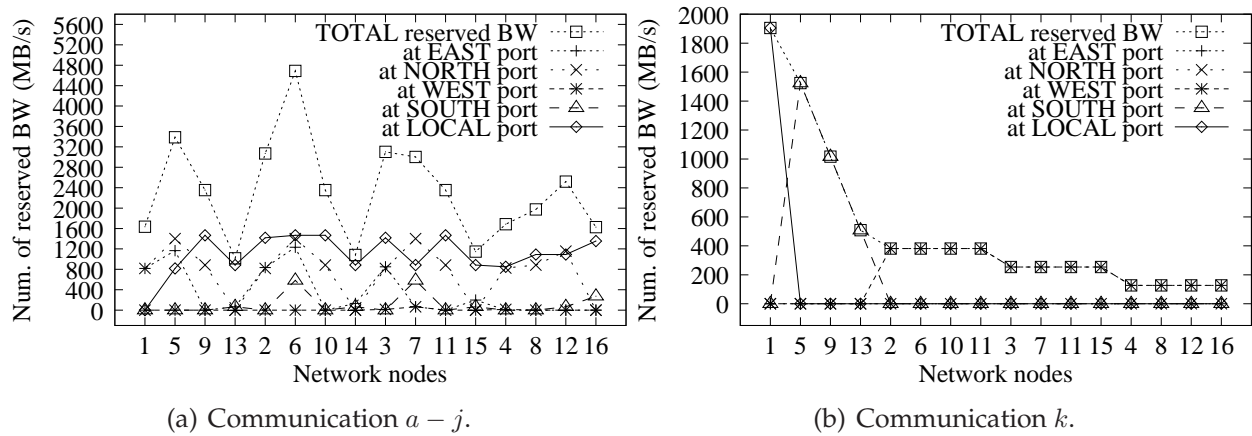 Num. of reserved BW (MB/s)
5600
5200
4800
4400
4000
3600
3200
2800
2400
2000
1600
1200
800
400
0
TOTAL reserved BW
at EAST port
at NORTH port
at WEST port
at SOUTH port
at LOCAL port
1 5 9 13 2 6 10 14 3 7 11 15 4 8 12 16
Network nodes
(a) Communication a − j.
Num. of reserved BW (MB/s)
2000
1800
1600
1400
1200
1000
800
600
400
200
0
TOTAL reserved BW
at EAST port
at NORTH port
at WEST port
at SOUTH port
at LOCAL port
1 5 9 13 2 6 10 11 3 7 11 15 4 8 12 16
Network nodes
(b) Communication k.